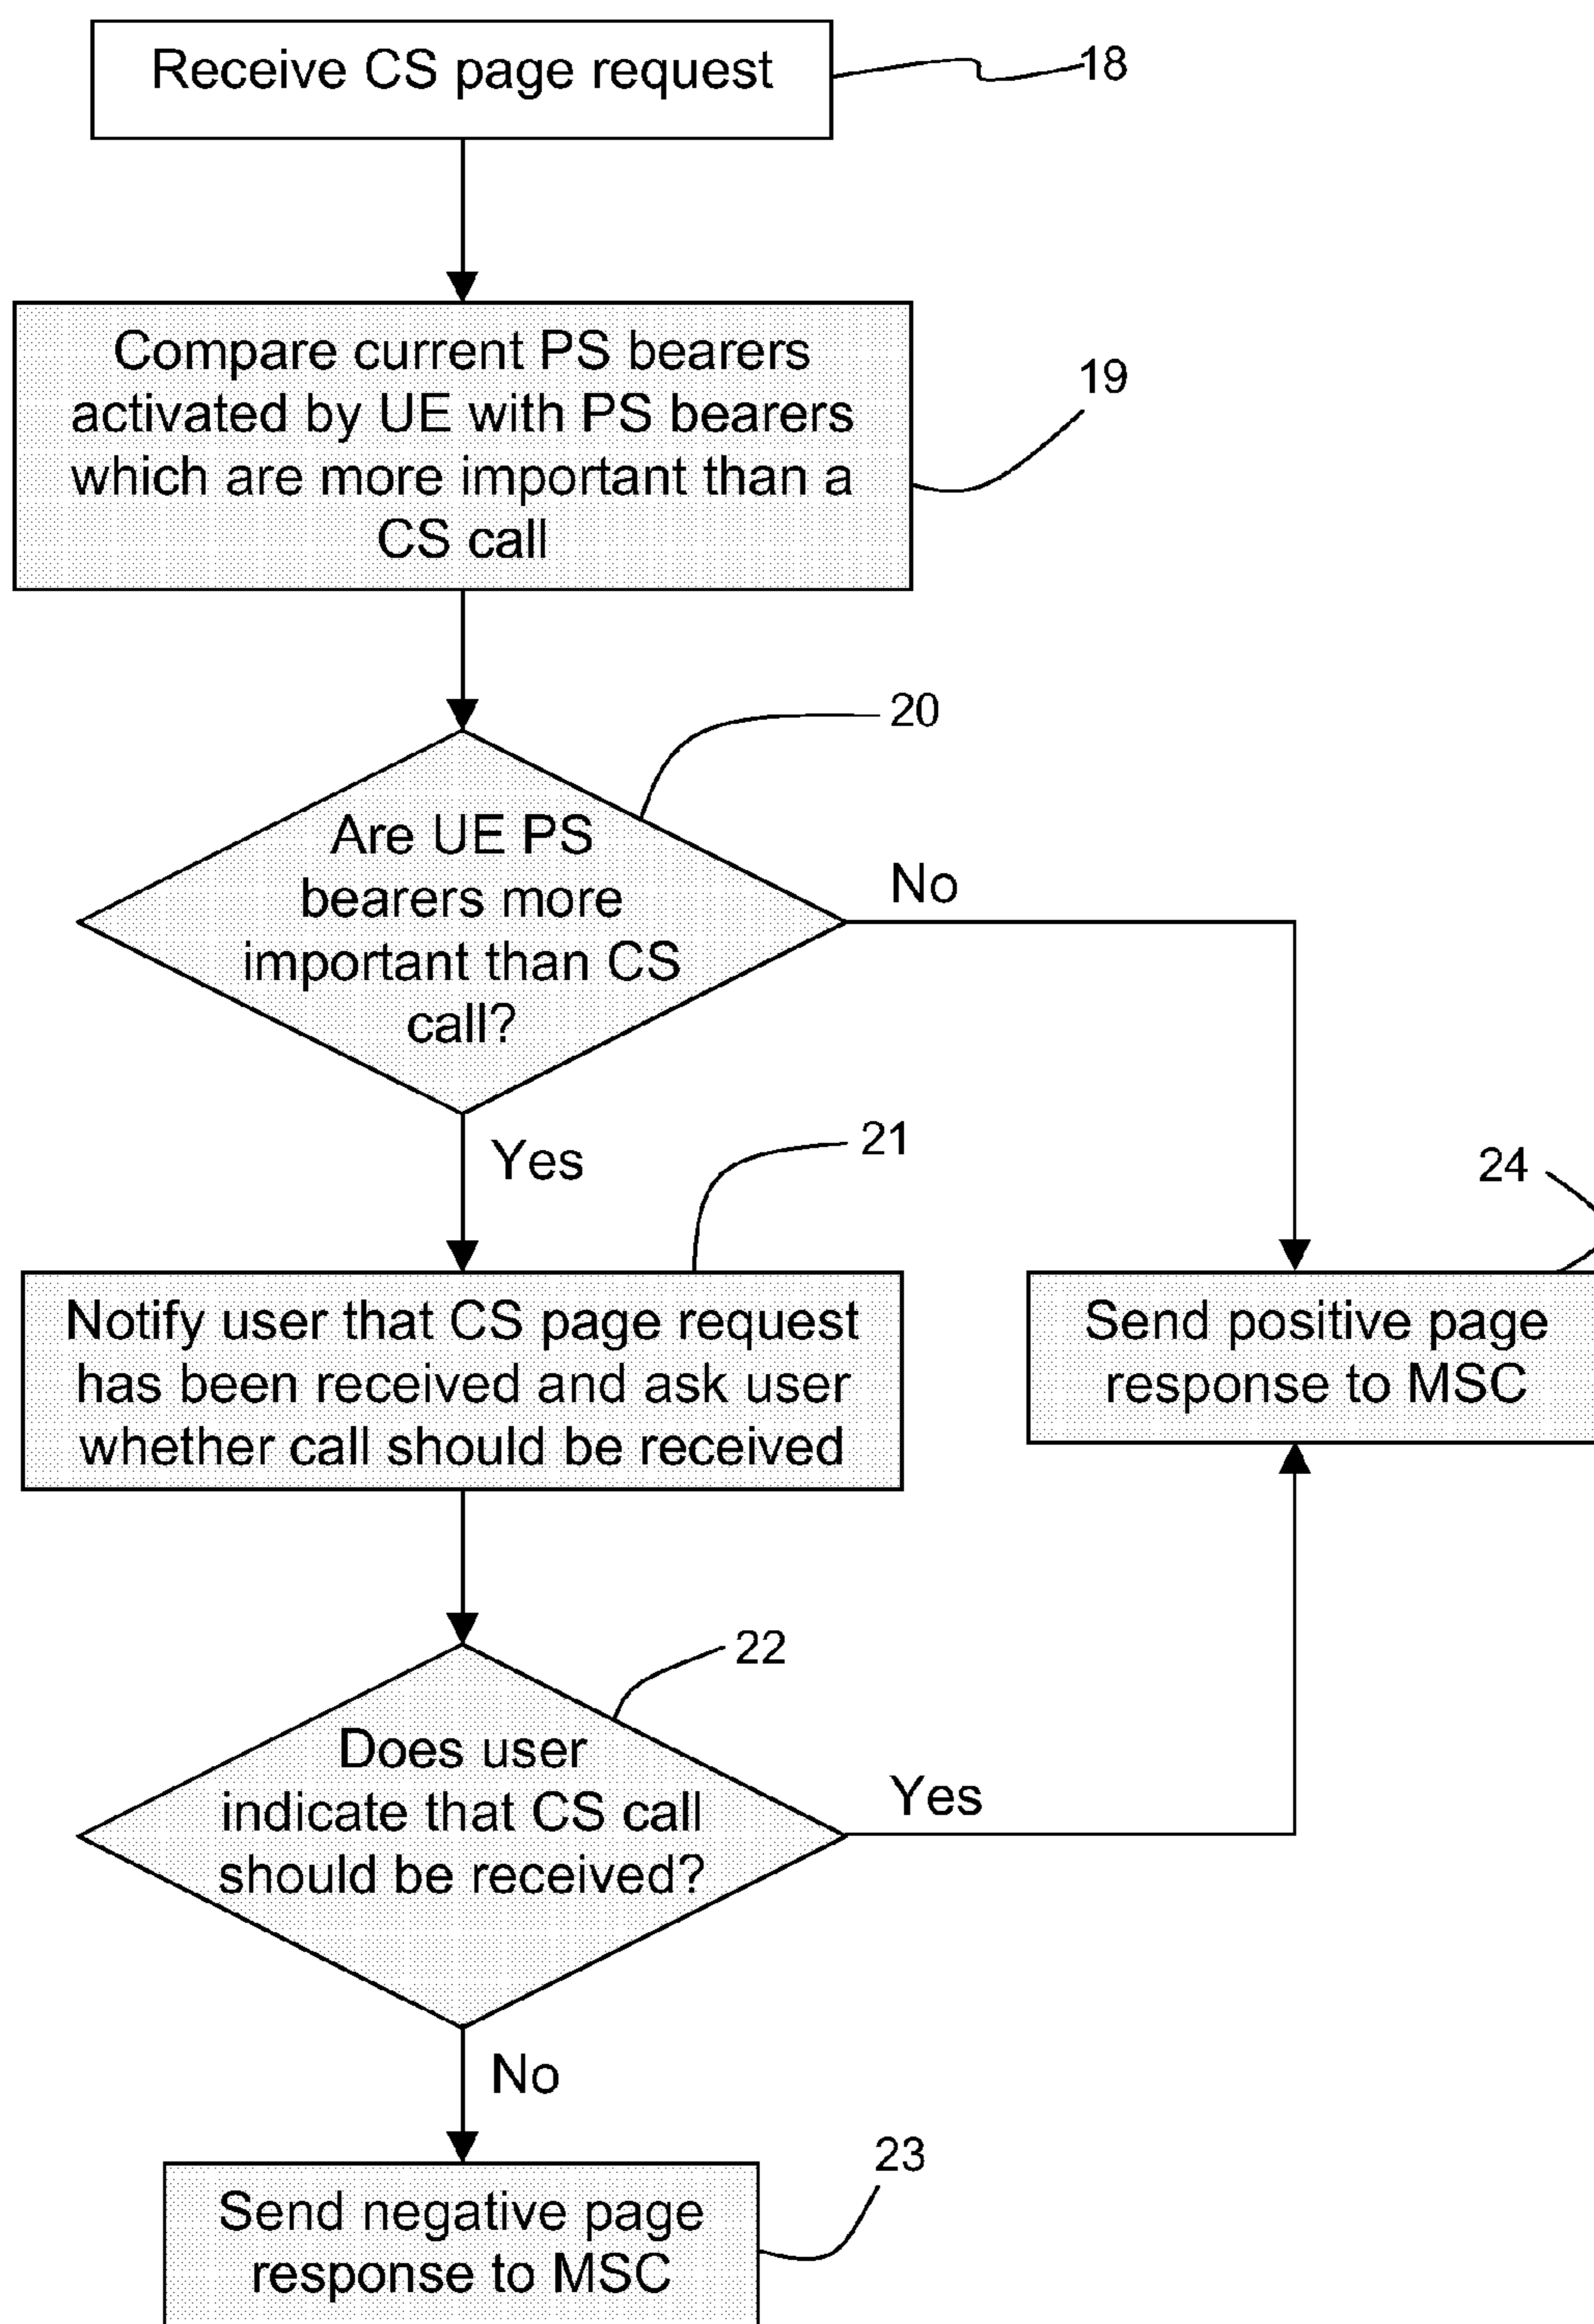 Receive CS page request
18
Compare current PS bearers
activated by UE with PS bearers
which are more important than a
CS call
19
20
Are UE PS
bearers more
important than CS
call?
No
Yes
21
24
Notify user that CS page request
has been received and ask user
whether call should be received
Send positive page
response to MSC
22
Does user
indicate that CS call
should be received?
Yes
No
23
Send negative page
response to MSC